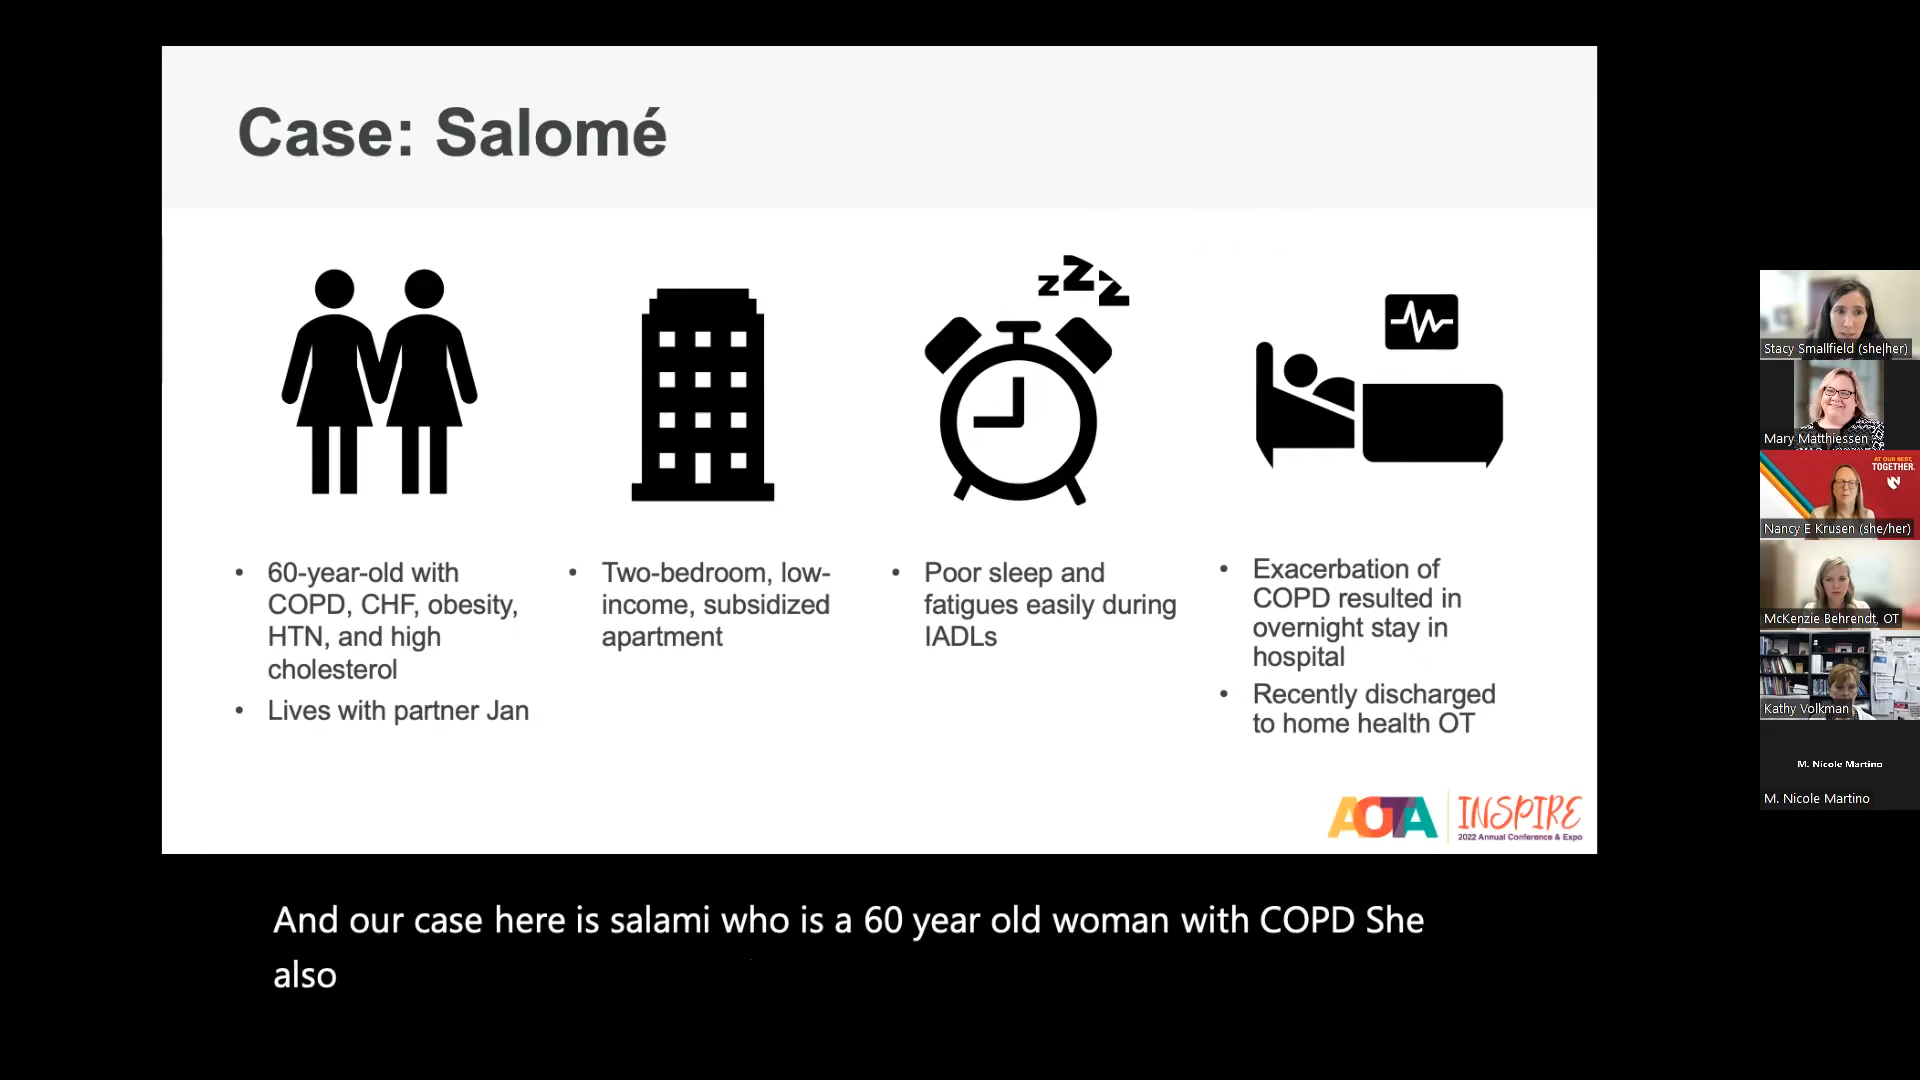 Case: Salomé
zZz
• 60-year-old with
COPD, CHF, obesity,
HTN, and high
cholesterol
• Lives with partner Jan
• Two-bedroom, low-
income, subsidized
apartment
• Poor sleep and
fatigues easily during
IADLs
• Exacerbation of
COPD resulted in
overnight stay in
hospital
• Recently discharged
to home health OT
AOTA
INSPIRE
2022 Annual Conference & Expo
And our case here is salami who is a 60 year old woman with COPD She
also
Stacy Smallfield (she|her)
Mary Matthiessen
AT OUR BEST,
TOGETHER.
Nancy E Krusen (she/her)
McKenzie Behrendt, OT
Kathy Volkman
M. Nicole Martino
M. Nicole Martino